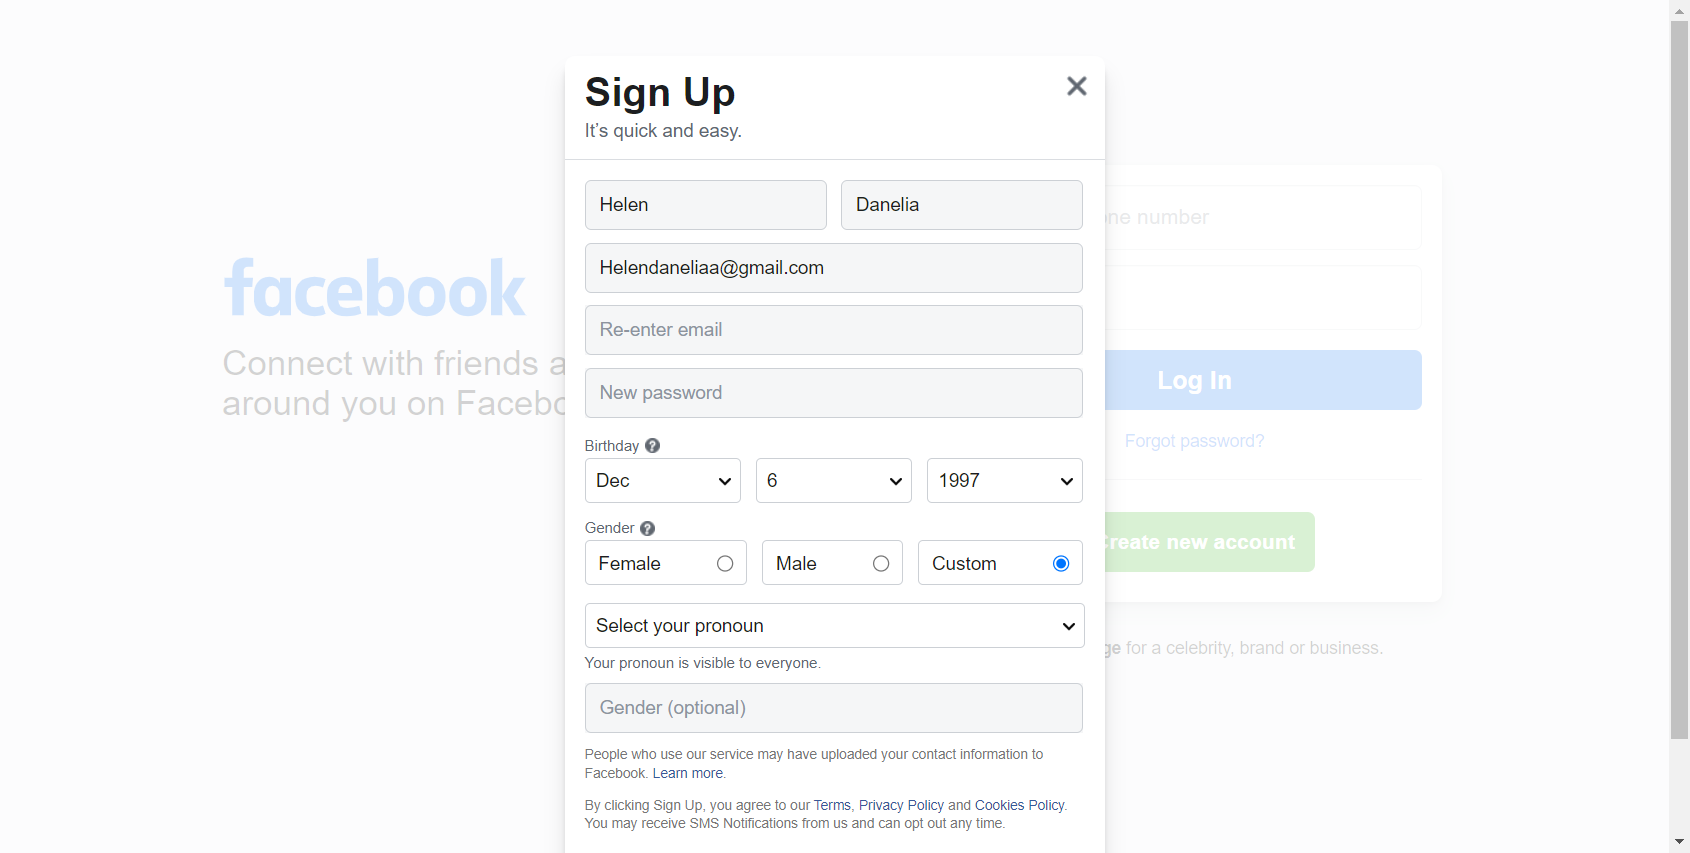 Sign Up
It's quick and easy.
Helen Danelia
Helendaneliaa@gmail.com
Re-enter email
New password
Birthday
Dec 6 1997
Gender
Female Male Custom
Select your pronoun
Your pronoun is visible to everyone.
Gender (optional)
People who use our service may have uploaded your contact information to
Facebook. Learn more.
By clicking Sign Up, you agree to our Terms, Privacy Policy and Cookies Policy.
You may receive SMS Notifications from us and can opt out any time.
facebook
Connect with friends
around you on
number
Log In
Forgot password?
Create new account
for a celebrity, brand or business.